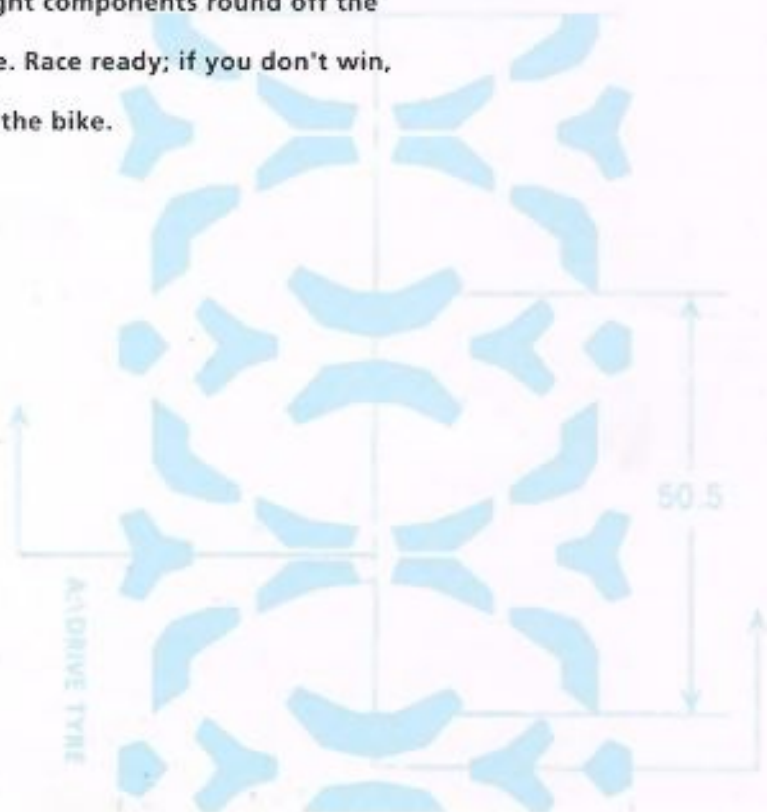 ght components round off the
e. Race ready; if you don't win,
the bike.
50.5
A:\DRIVE TYRE